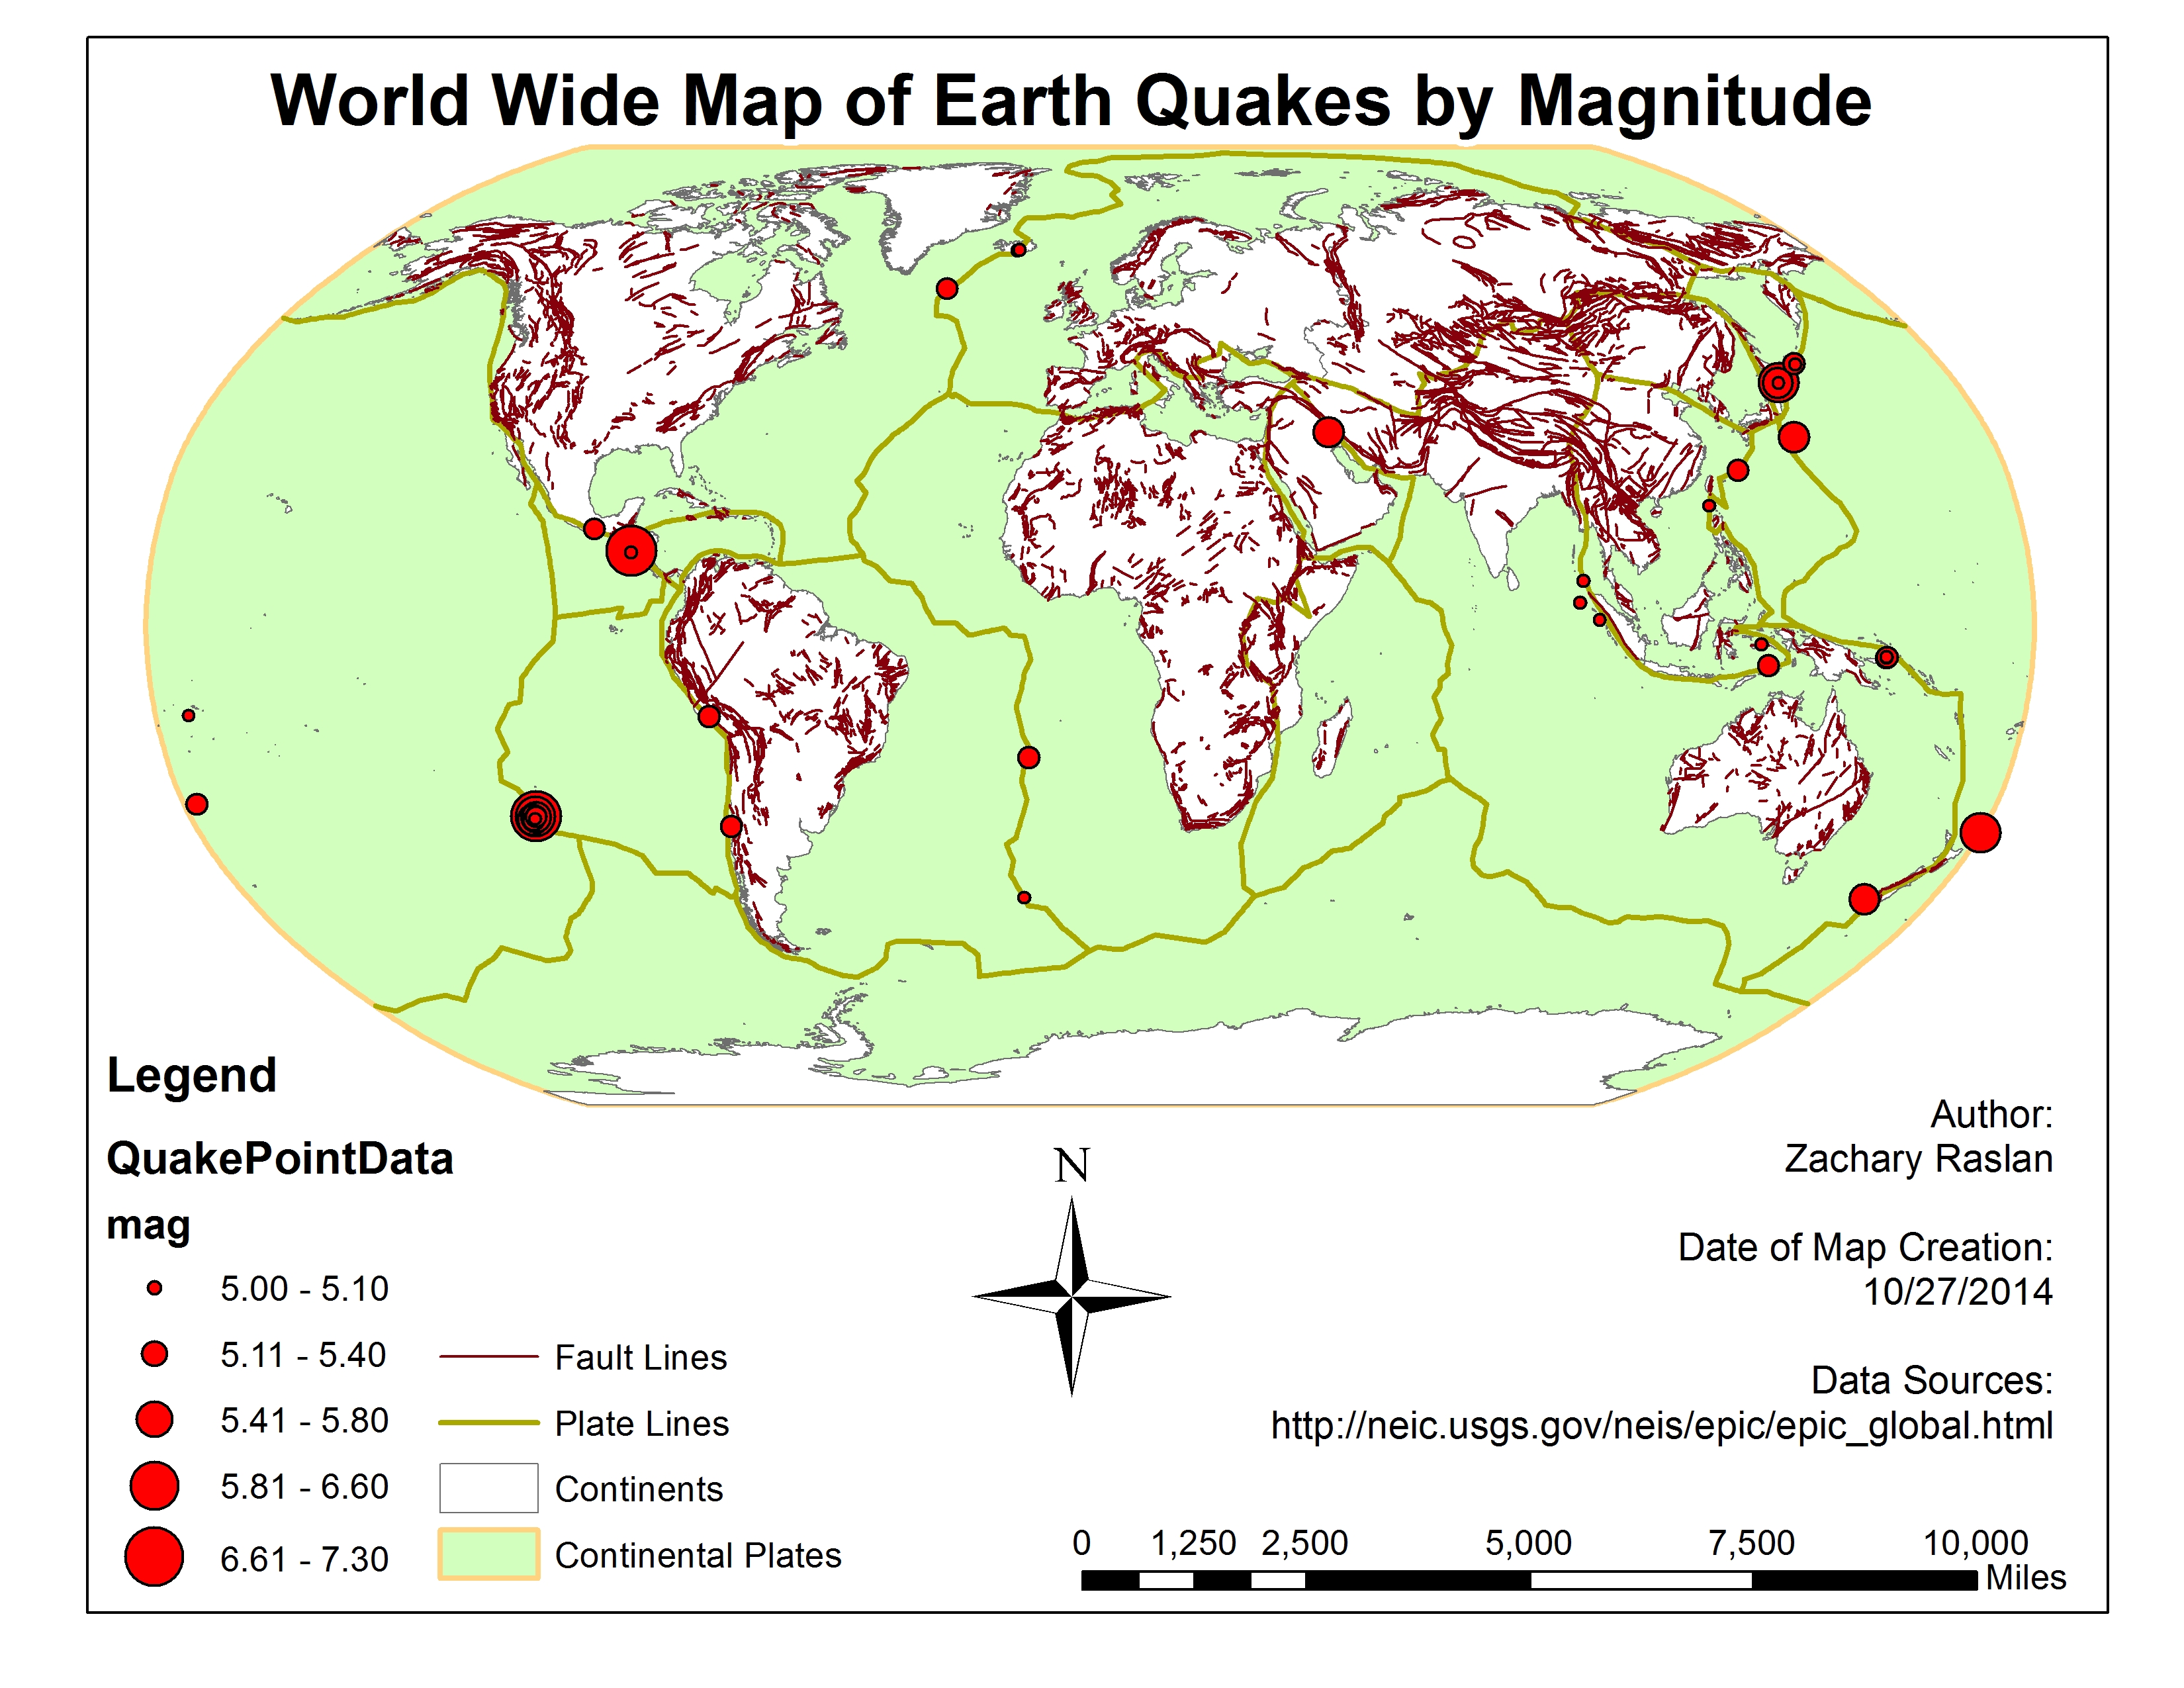 World Wide Map of Earth Quakes by Magnitude
Legend
QuakePointData
mag
5.00 - 5.10
5.11 - 5.40
5.41 - 5.80
5.81 - 6.60
6.61 - 7.30
Fault Lines
Plate Lines
Continents
Continental Plates
N
Author:
Zachary Raslan
Date of Map Creation:
10/27/2014
Data Sources:
http://neic.usgs.gov/neis/epic/epic_global.html
0 1,250 2,500 5,000 7,500 10,000
Miles